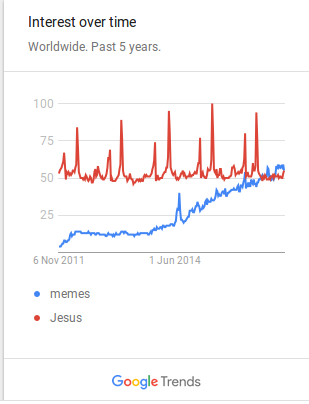 Interest over time
Worldwide. Past 5 years.
100
75
50
25
6 Nov 2011 1 Jun 2014
memes
Jesus
Google Trends